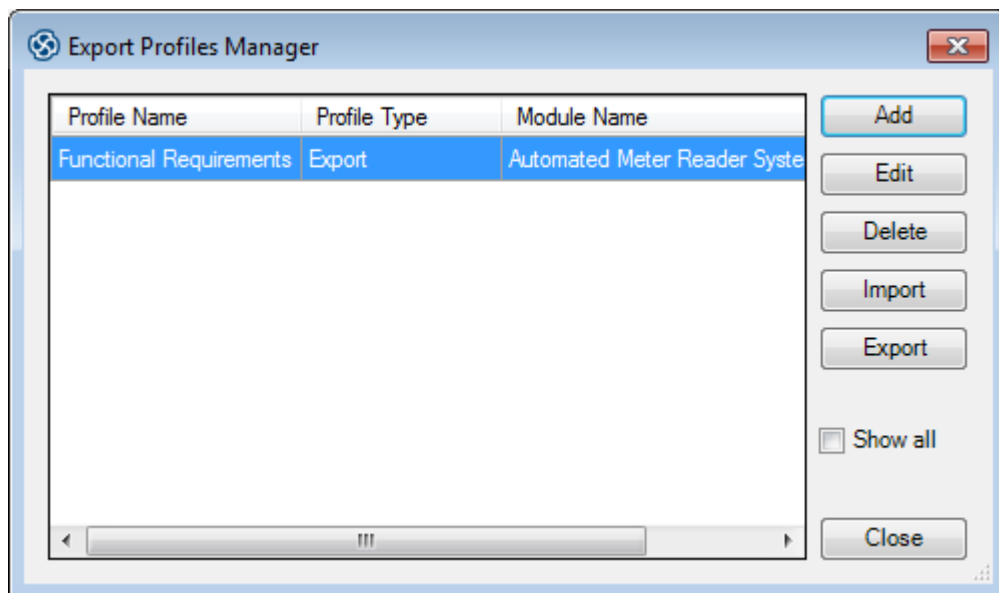 Export Profiles Manager
Profile Name Profile Type Module Name
Functional Requirements Export Automated Meter Reader Syste
Add
Edit
Delete
Import
Export
Show all
Close